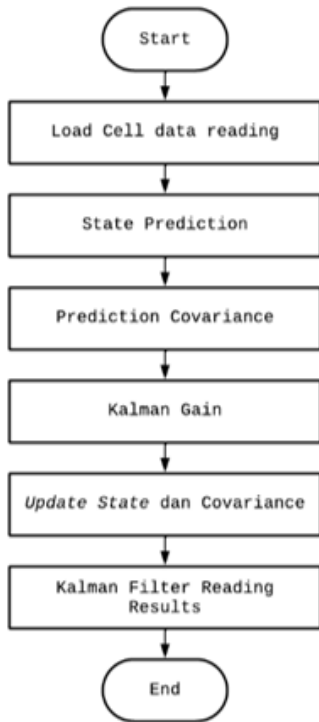 Start
Load Cell data reading
State Prediction
Prediction Covariance
Kalman Gain
Update State dan Covariance
Kalman Filter Reading
Results
End